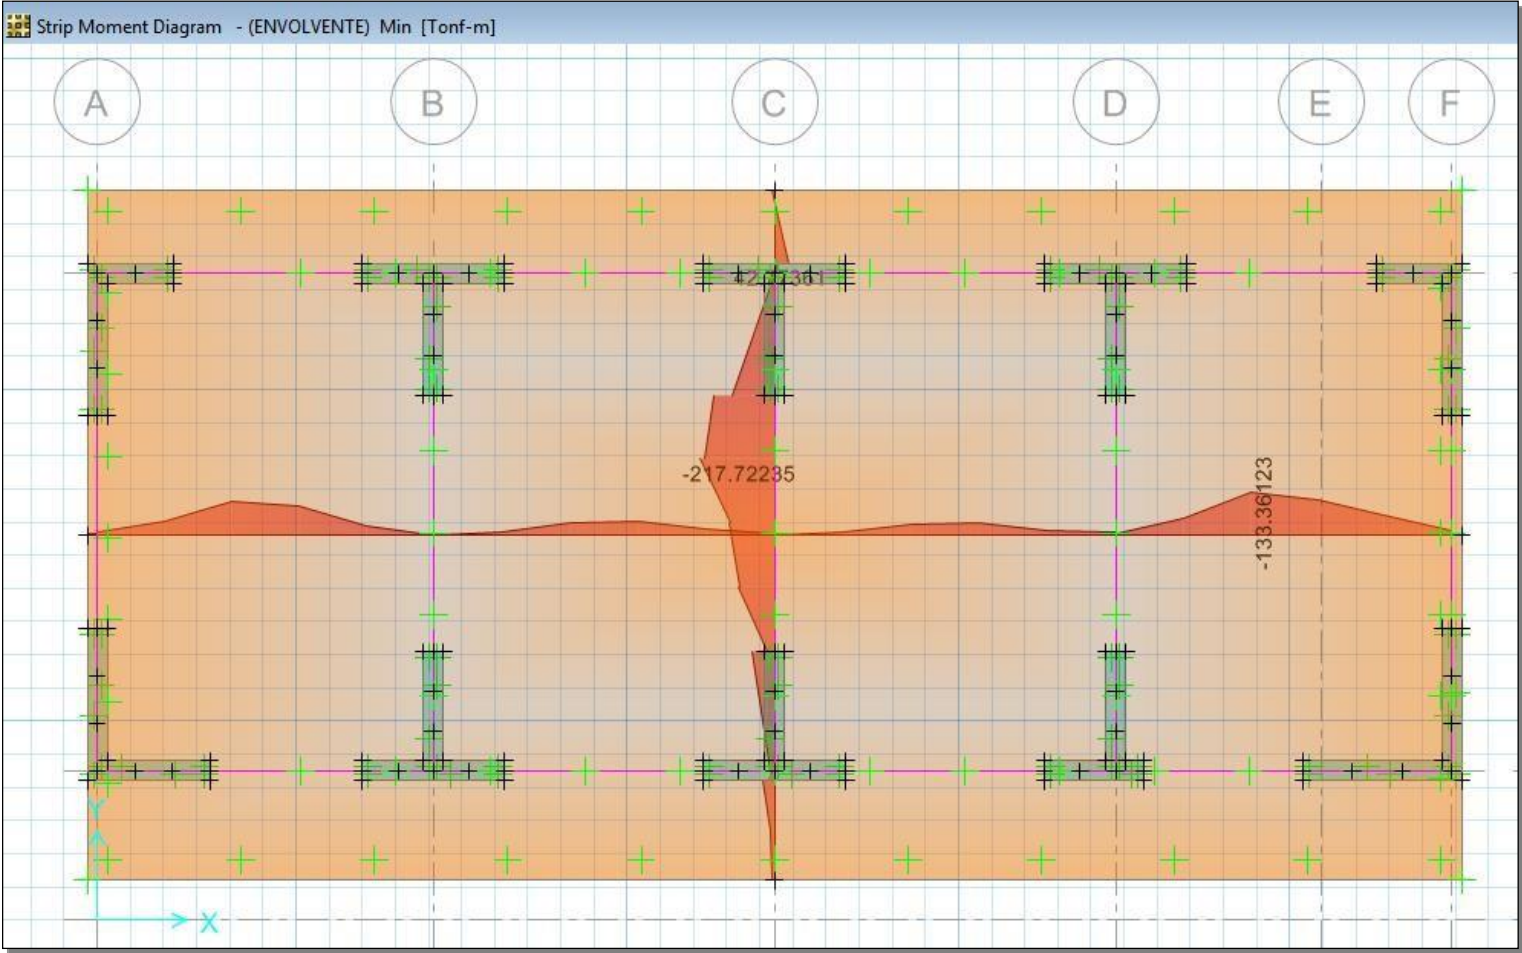 Strip Moment Diagram - (ENVOLVENTE) Min [Tonf-m]
A B C D E F
-217.72235
-133.36123
Y
X